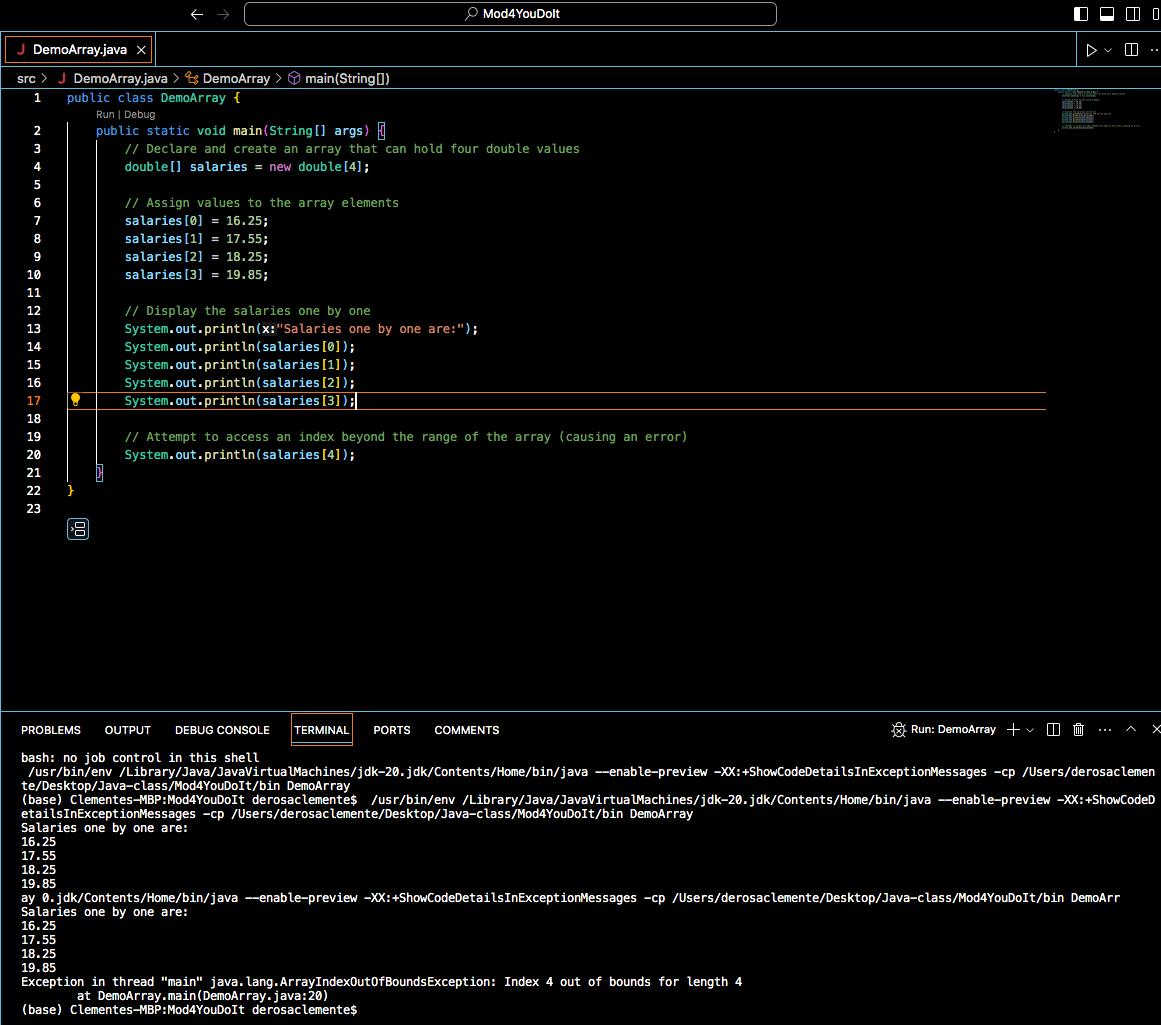 Mod4YouDoIt
J DemoArray.java ×
src > J DemoArray.java > DemoArray > main(String[])
1 public class DemoArray {
Run | Debug
2 public static void main(String[] args) {
3 // Declare and create an array that can hold four double values
4 double[] salaries = new double[4];
5
6 // Assign values to the array elements
7 salaries[0] = 16.25;
8 salaries[1] = 17.55;
9 salaries[2] = 18.25;
10 salaries[3] = 19.85;
11
12 // Display the salaries one by one
13 System.out.println(x:"Salaries one by one are:");
14 System.out.println(salaries[0]);
15 System.out.println(salaries[1]);
16 System.out.println(salaries[2]);
17 System.out.println(salaries[3]);
18
19 // Attempt to access an index beyond the range of the array (causing an error)
20 System.out.println(salaries[4]);
21 }
22 }
23
PROBLEMS OUTPUT DEBUG CONSOLE TERMINAL PORTS COMMENTS Run: DemoArray
bash: no job control in this shell
/usr/bin/env /Library/Java/JavaVirtualMachines/jdk-20.jdk/Contents/Home/bin/java --enable-preview -XX:+ShowCodeDetailsInExceptionMessages -cp /Users/derosaclemen
te/Desktop/Java-class/Mod4YouDoIt/bin DemoArray
(base) Clementes-MBP:Mod4YouDoIt derosaclemente$  /usr/bin/env /Library/Java/JavaVirtualMachines/jdk-20.jdk/Contents/Home/bin/java --enable-preview -XX:+ShowCodeD
etailsInExceptionMessages -cp /Users/derosaclemente/Desktop/Java-class/Mod4YouDoIt/bin DemoArray
Salaries one by one are:
16.25
17.55
18.25
19.85
ay 0.jdk/Contents/Home/bin/java --enable-preview -XX:+ShowCodeDetailsInExceptionMessages -cp /Users/derosaclemente/Desktop/Java-class/Mod4YouDoIt/bin DemoArr
Salaries one by one are:
16.25
17.55
18.25
19.85
Exception in thread "main" java.lang.ArrayIndexOutOfBoundsException: Index 4 out of bounds for length 4
at DemoArray.main(DemoArray.java:20)
(base) Clementes-MBP:Mod4YouDoIt derosaclemente$